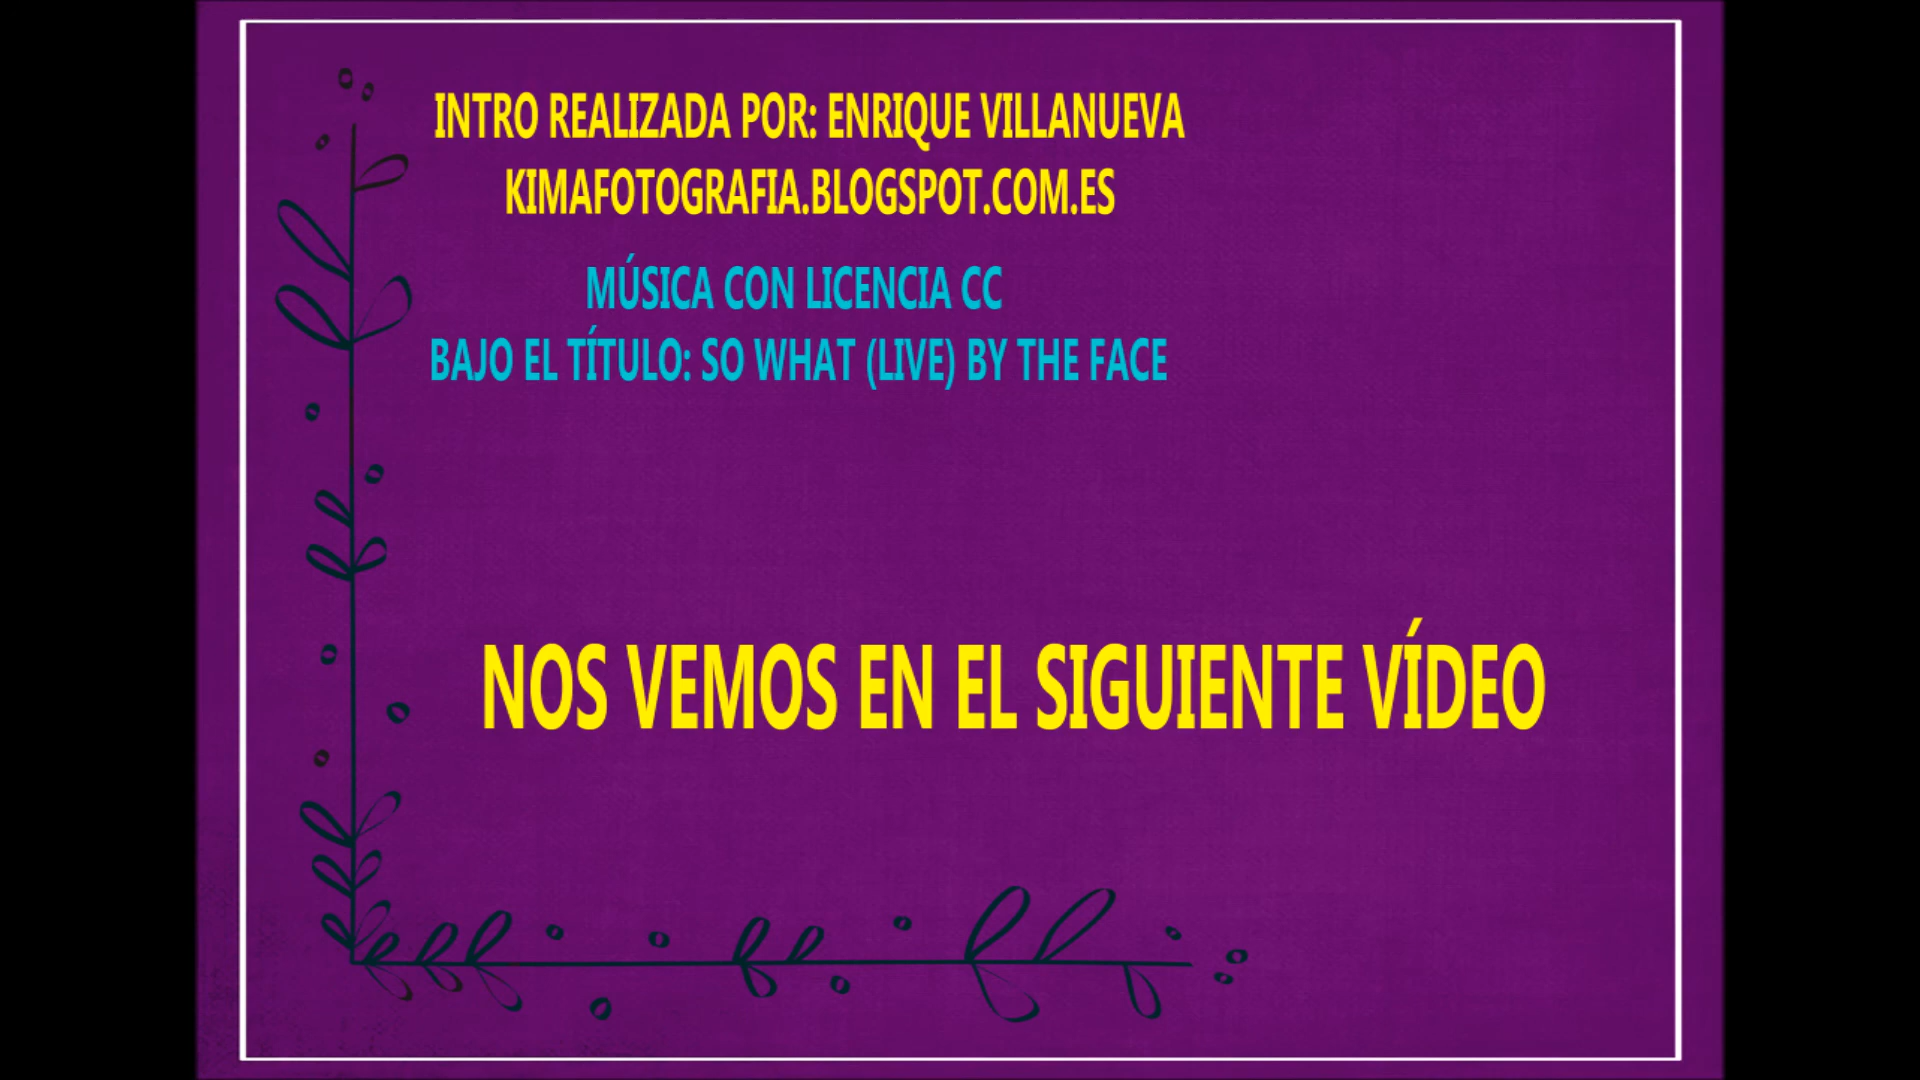 INTRO REALIZADA POR: ENRIQUE VILLANUEVA
KIMAFOTOGRAFIA.BLOGSPOT.COM.ES
MÚSICA CON LICENCIA CC
BAJO EL TÍTULO: SO WHAT (LIVE) BY THE FACE
NOS VEMOS EN EL SIGUIENTE VÍDEO